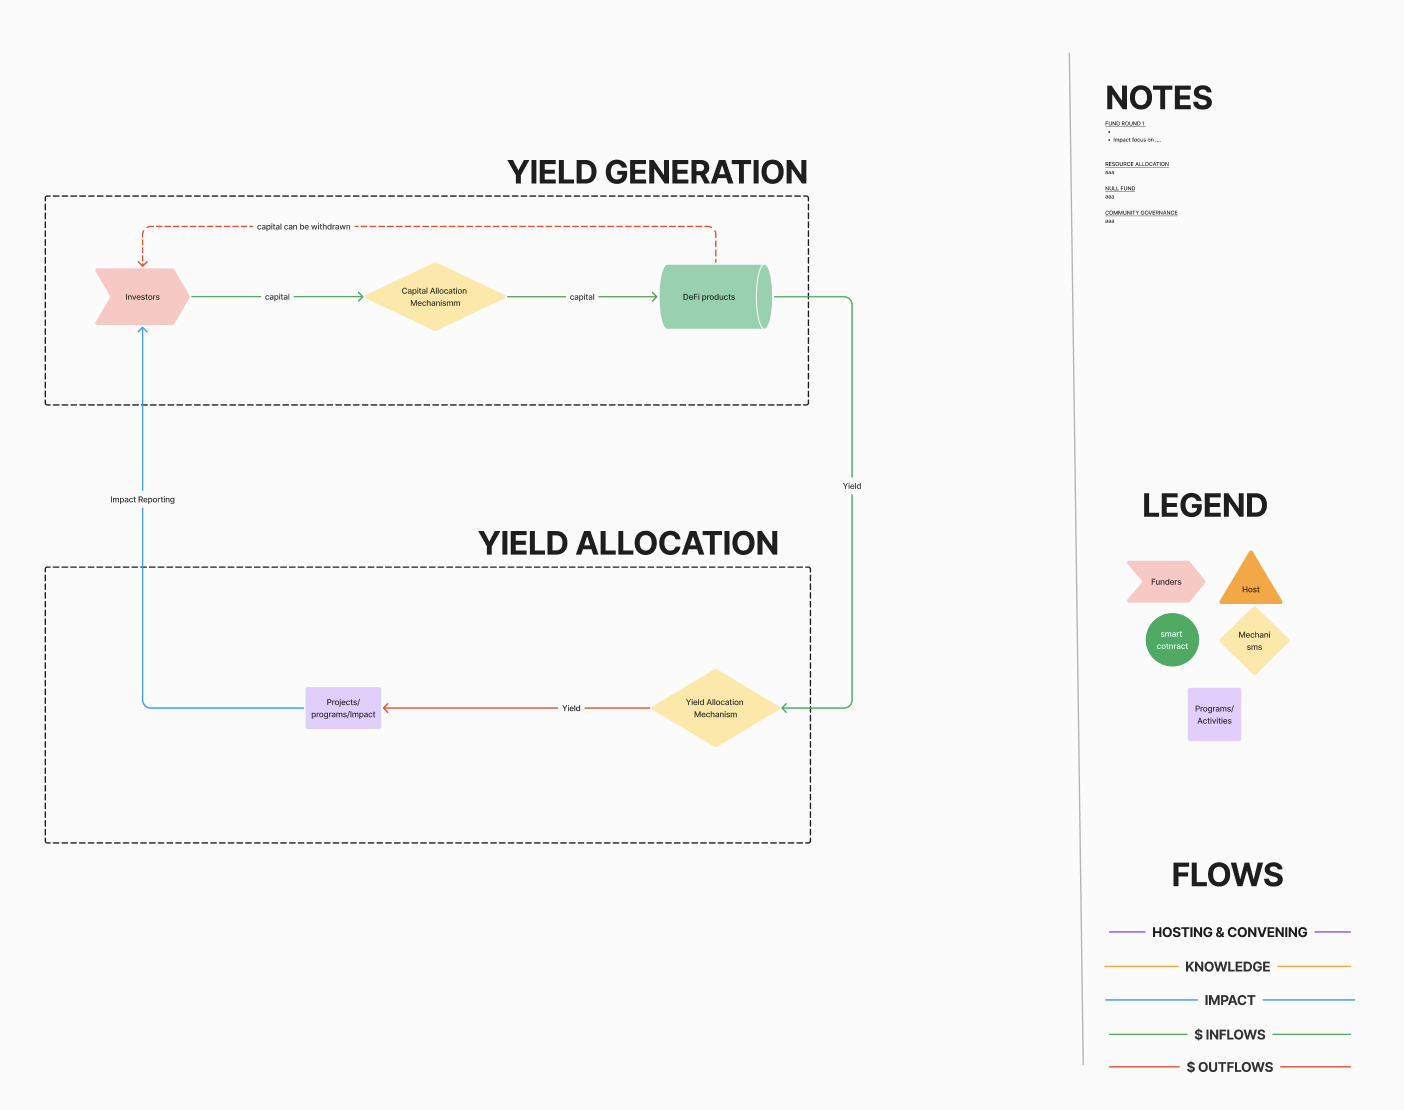 YIELD GENERATION
capital can be withdrawn
Investors
capital
Capital Allocation
Mechanismm
capital
DeFi products
Impact Reporting
Yield
YIELD ALLOCATION
Projects/
programs/Impact
Yield
Yield Allocation
Mechanism
NOTES
FUND ROUND 1
•
• Impact focus on ....
RESOURCE ALLOCATION
aaa
NULL FUND
aaa
COMMUNITY GOVERNANCE
aaa
LEGEND
Funders
Host
smart
cotnract
Mechani
sms
Programs/
Activities
FLOWS
HOSTING & CONVENING
KNOWLEDGE
IMPACT
$ INFLOWS
$ OUTFLOWS